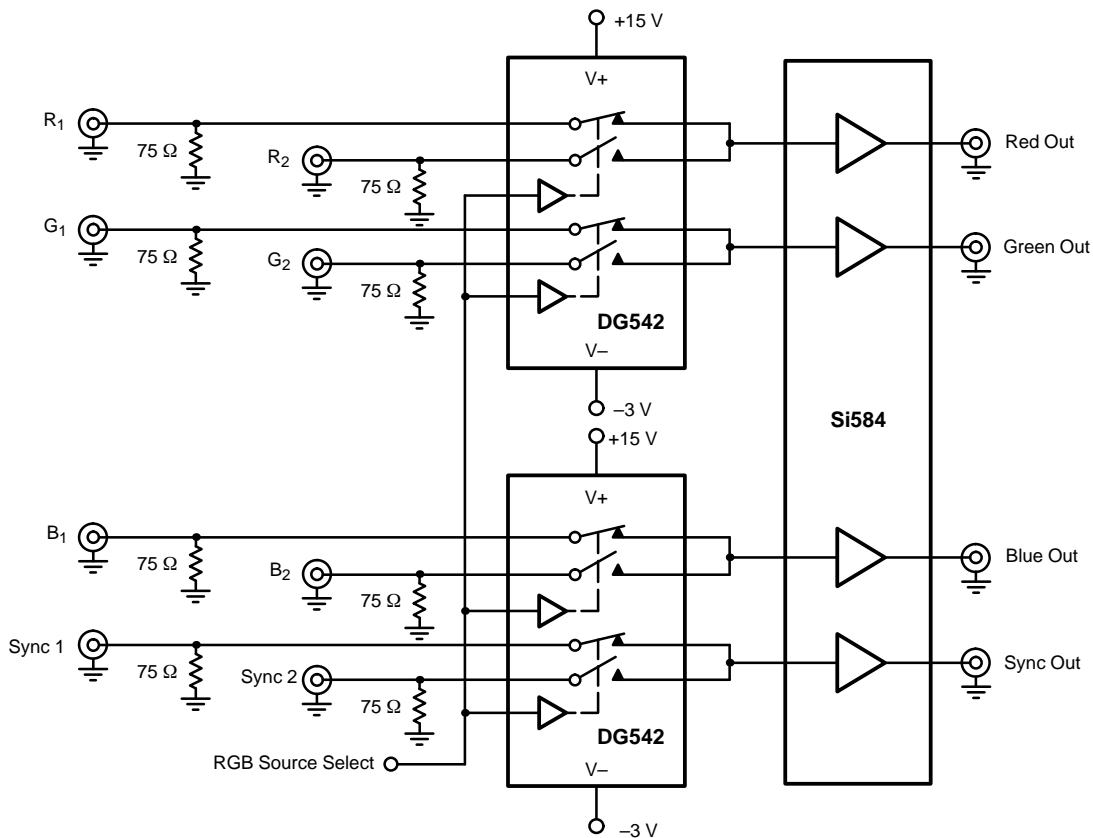 +15 V
V+
R1
75 Ω
R2
75 Ω
Red Out
G1
75 Ω
G2
75 Ω
Green Out
DG542
V–
–3 V
Si584
+15 V
V+
B1
75 Ω
B2
75 Ω
Blue Out
Sync 1
75 Ω
Sync 2
75 Ω
Sync Out
DG542
RGB Source Select
V–
–3 V